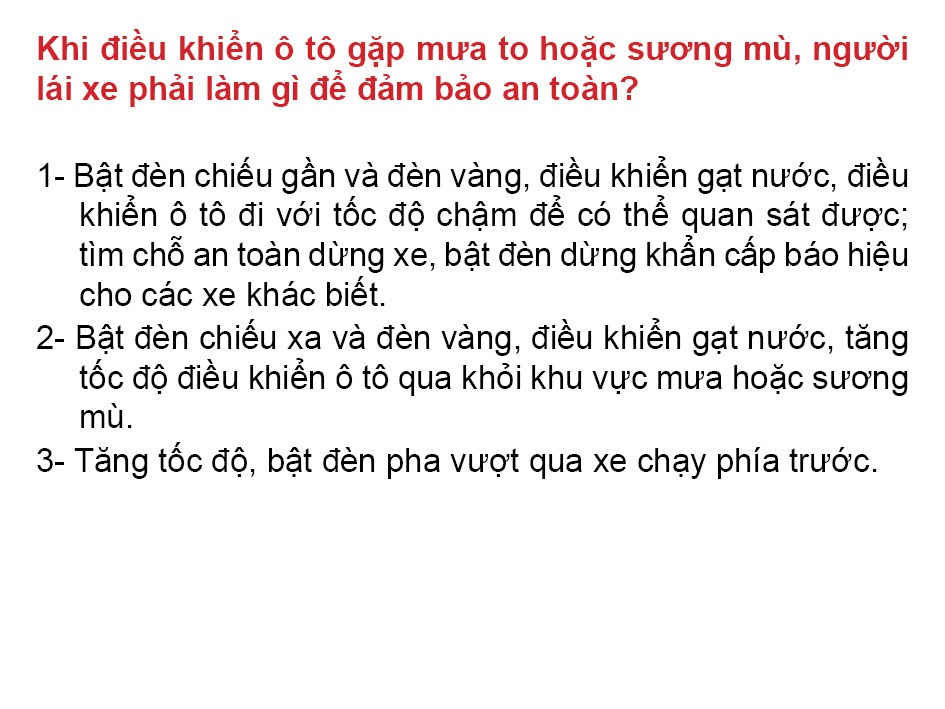 Khi điều khiển ô tô gặp mưa to hoặc sương mù, người
lái xe phải làm gì để đảm bảo an toàn?
1- Bật đèn chiếu gần và đèn vàng, điều khiển gạt nước, điều
khiển ô tô đi với tốc độ chậm để có thể quan sát được;
tìm chỗ an toàn dừng xe, bật đèn dừng khẩn cấp báo hiệu
cho các xe khác biết.
2- Bật đèn chiếu xa và đèn vàng, điều khiển gạt nước, tăng
tốc độ điều khiển ô tô qua khỏi khu vực mưa hoặc sương
mù.
3- Tăng tốc độ, bật đèn pha vượt qua xe chạy phía trước.